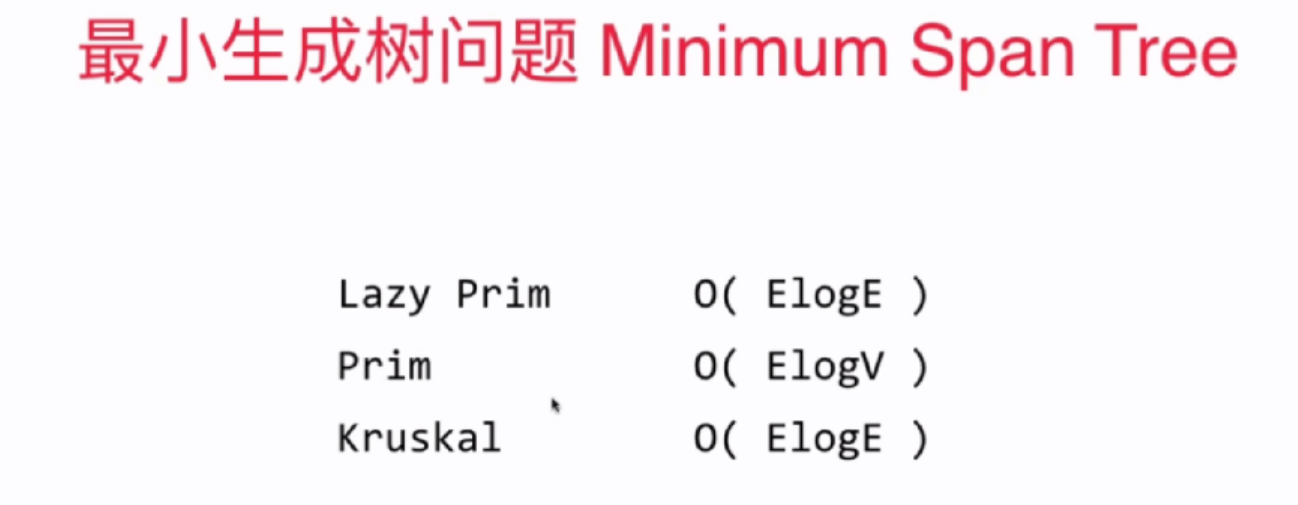 最小生成树问题 Minimum Span Tree
Lazy Prim O( ElogE )
Prim O( ElogV )
Kruskal O( ElogE )